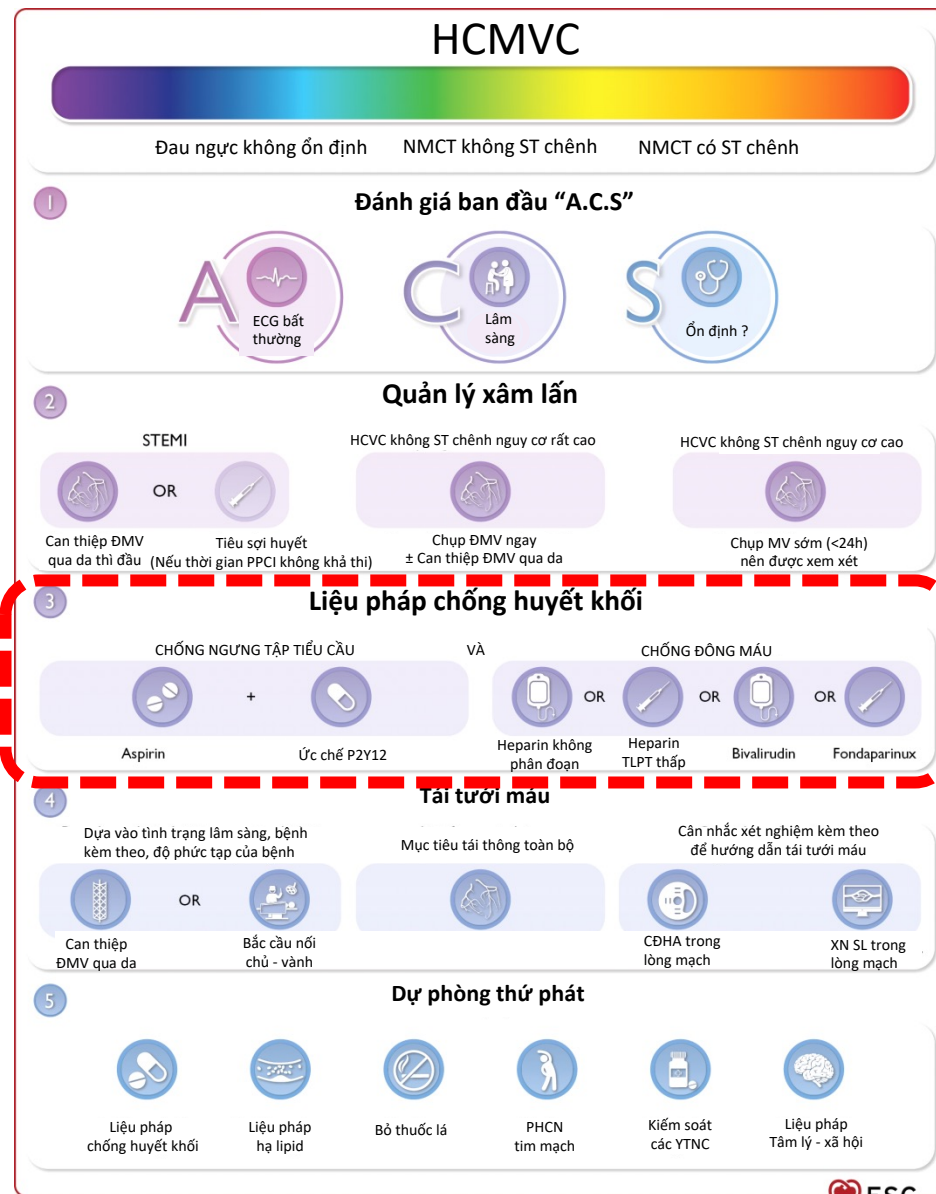 HCMVC
Đau ngực không ổn định NMCT không ST chênh NMCT có ST chênh
1
Đánh giá ban đầu “A.C.S”
A
ECG bất
thường
C
Lâm
sàng
S
Ổn định ?
2
Quản lý xâm lấn
STEMI
OR
Can thiệp ĐMV
qua da thì đầu
Tiêu sợi huyết
(Nếu thời gian PPCI không khả thi)
HCVC không ST chênh nguy cơ rất cao
Chụp ĐMV ngay
± Can thiệp ĐMV qua da
HCVC không ST chênh nguy cơ cao
Chụp MV sớm (<24h)
nên được xem xét
3
Liệu pháp chống huyết khối
CHỐNG NGƯNG TẬP TIỂU CẦU
+
Aspirin
Ức chế P2Y12
VÀ
CHỐNG ĐÔNG MÁU
OR
OR
OR
Heparin không
phân đoạn
Heparin
TLPT thấp
Bivalirudin
Fondaparinux
4
Tái tưới máu
Dựa vào tình trạng lâm sàng, bệnh
kèm theo, độ phức tạp của bệnh
OR
Can thiệp
ĐMV qua da
Bắc cầu nối
chủ - vành
Mục tiêu tái thông toàn bộ
Cân nhắc xét nghiệm kèm theo
để hướng dẫn tái tưới máu
CĐHA trong
lòng mạch
XN SL trong
lòng mạch
5
Dự phòng thứ phát
Liệu pháp
chống huyết khối
Liệu pháp
hạ lipid
Bỏ thuốc lá
PHCN
tim mạch
Kiếm soát
các YTNC
Liệu pháp
Tâm lý - xã hội
ESC